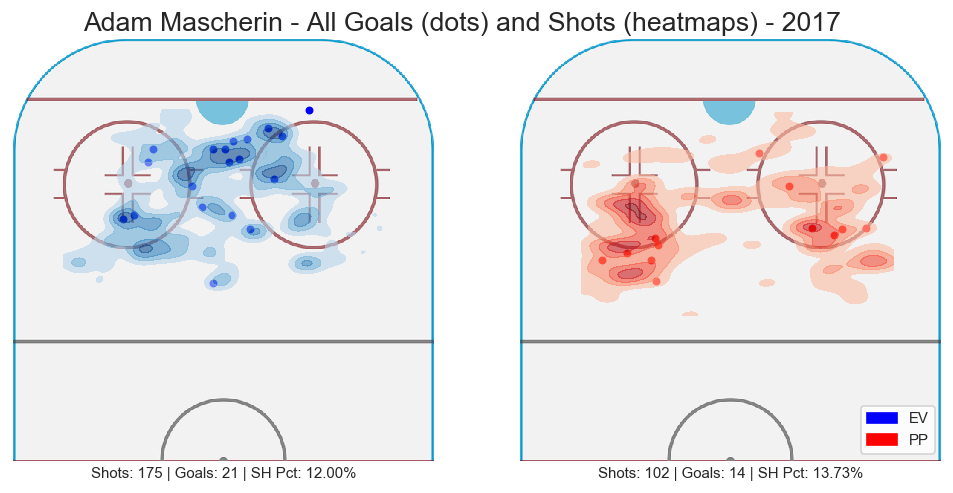 Adam Mascherin - All Goals (dots) and Shots (heatmaps) - 2017
EV
PP
Shots: 175 | Goals: 21 | SH Pct: 12.00%
Shots: 102 | Goals: 14 | SH Pct: 13.73%